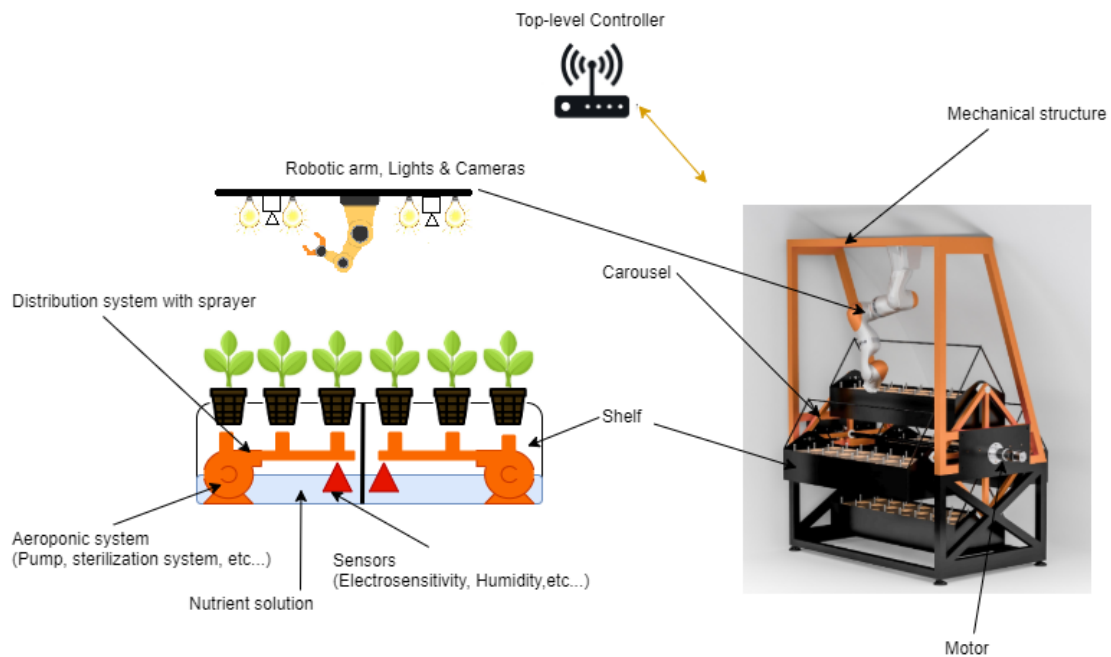 Top-level Controller
Mechanical structure
Robotic arm, Lights & Cameras
Carousel
Distribution system with sprayer
Shelf
Aeroponic system
(Pump, sterilization system, etc...)
Sensors
(Electrosensitivity, Humidity,etc...)
Nutrient solution
Motor